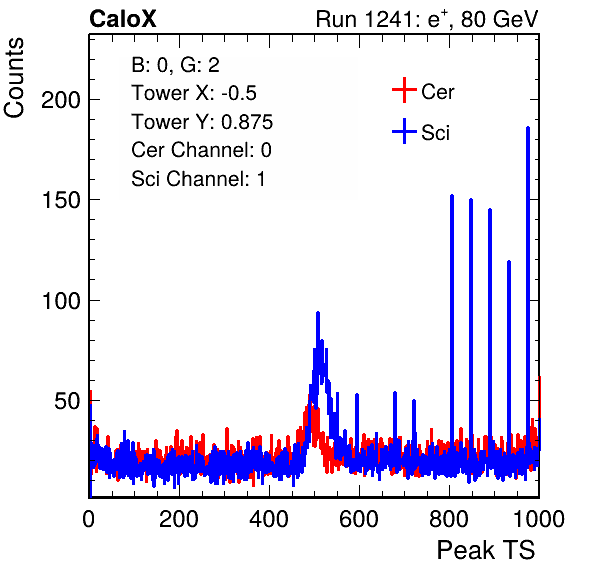 CaloX Run 1241: e⁺, 80 GeV
Counts
B: 0, G: 2
Tower X: -0.5
Tower Y: 0.875
Cer Channel: 0
Sci Channel: 1
Cer
Sci
200
150
100
50
0 200 400 600 800 1000
Peak TS